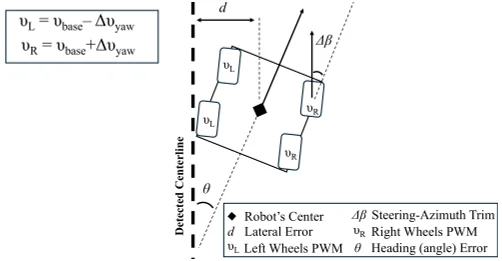 υL = υbase– Δυyaw
υR = υbase+Δυyaw
d
Δβ
υL
υR
υL
υR
θ
Detected Centerline
◆ Robot's Center
Δβ Steering-Azimuth Trim
d Lateral Error
υR Right Wheels PWM
υL Left Wheels PWM
θ Heading (angle) Error